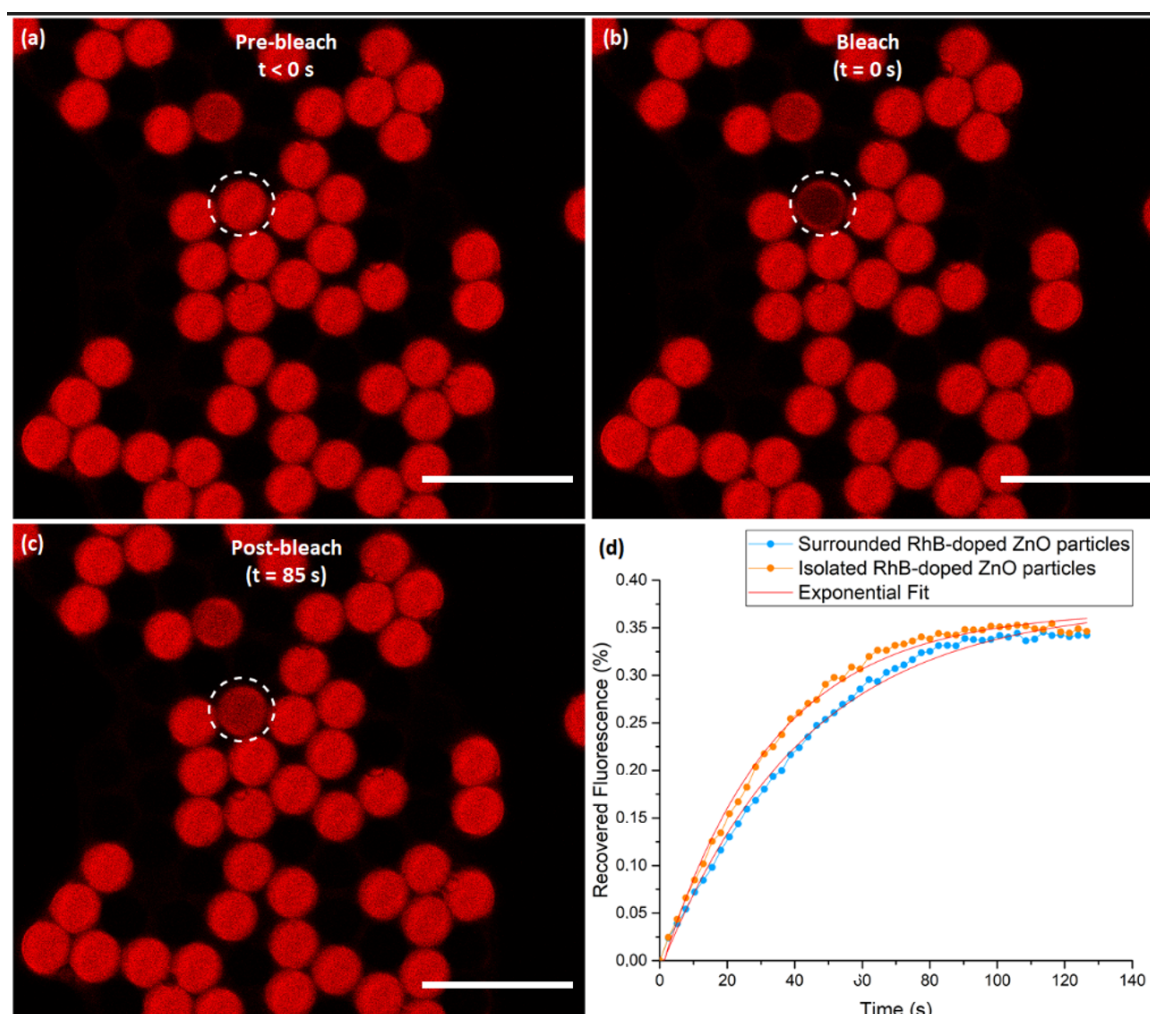 (a)
Pre-bleach
t < 0 s
(b)
Bleach
(t = 0 s)
(c)
Post-bleach
(t = 85 s)
(d)
Surrounded RhB-doped ZnO particles
Isolated RhB-doped ZnO particles
Exponential Fit
Recovered Fluorescence (%)
0.40
0.35
0.30
0.25
0.20
0.15
0.10
0.05
0.00
0 20 40 60 80 100 120 140
Time (s)